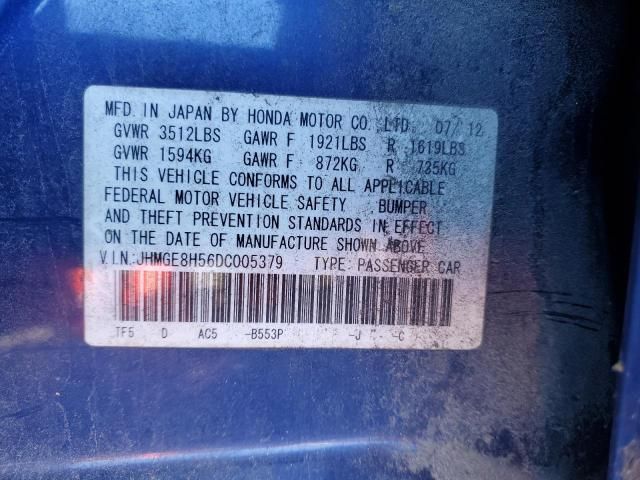 MFD. IN JAPAN BY HONDA MOTOR CO.,LTD. 07/12
GVWR 3512LBS GAWR F 1921LBS R 1619LBS
GVWR 1594KG GAWR F 872KG R 735KG
THIS VEHICLE CONFORMS TO ALL APPLICABLE
FEDERAL MOTOR VEHICLE SAFETY BUMPER
AND THEFT PREVENTION STANDARDS IN EFFECT
ON THE DATE OF MANUFACTURE SHOWN ABOVE
V.I.N.:JHMGE8H56DC005379 TYPE: PASSENGER CAR
TF5 D AC5 -B553P -J -C